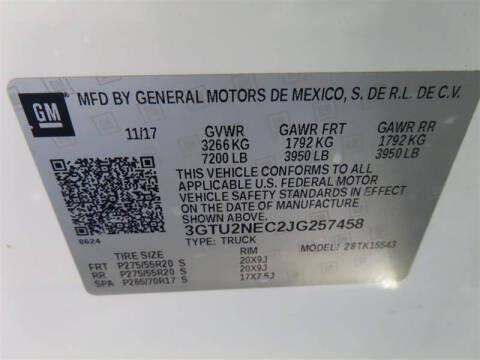 GM MFD BY GENERAL MOTORS DE MEXICO, S. DE R.L. DE C.V.
11/17 GVWR GAWR FRT GAWR RR
3266 KG 1792 KG 1792 KG
7200 LB 3950 LB 3950 LB
THIS VEHICLE CONFORMS TO ALL
APPLICABLE U.S. FEDERAL MOTOR
VEHICLE SAFETY STANDARDS IN EFFECT
ON THE DATE OF MANUFACTURE SHOWN ABOVE.
3GTU2NEC2JG257458
0624 TYPE: TRUCK MODEL: 2STK15543
TIRE SIZE RIM
FRT P275/55R20 S 20X9J
RR P275/55R20 S 20X9J
SPA P265/70R17 S 17X7.5J